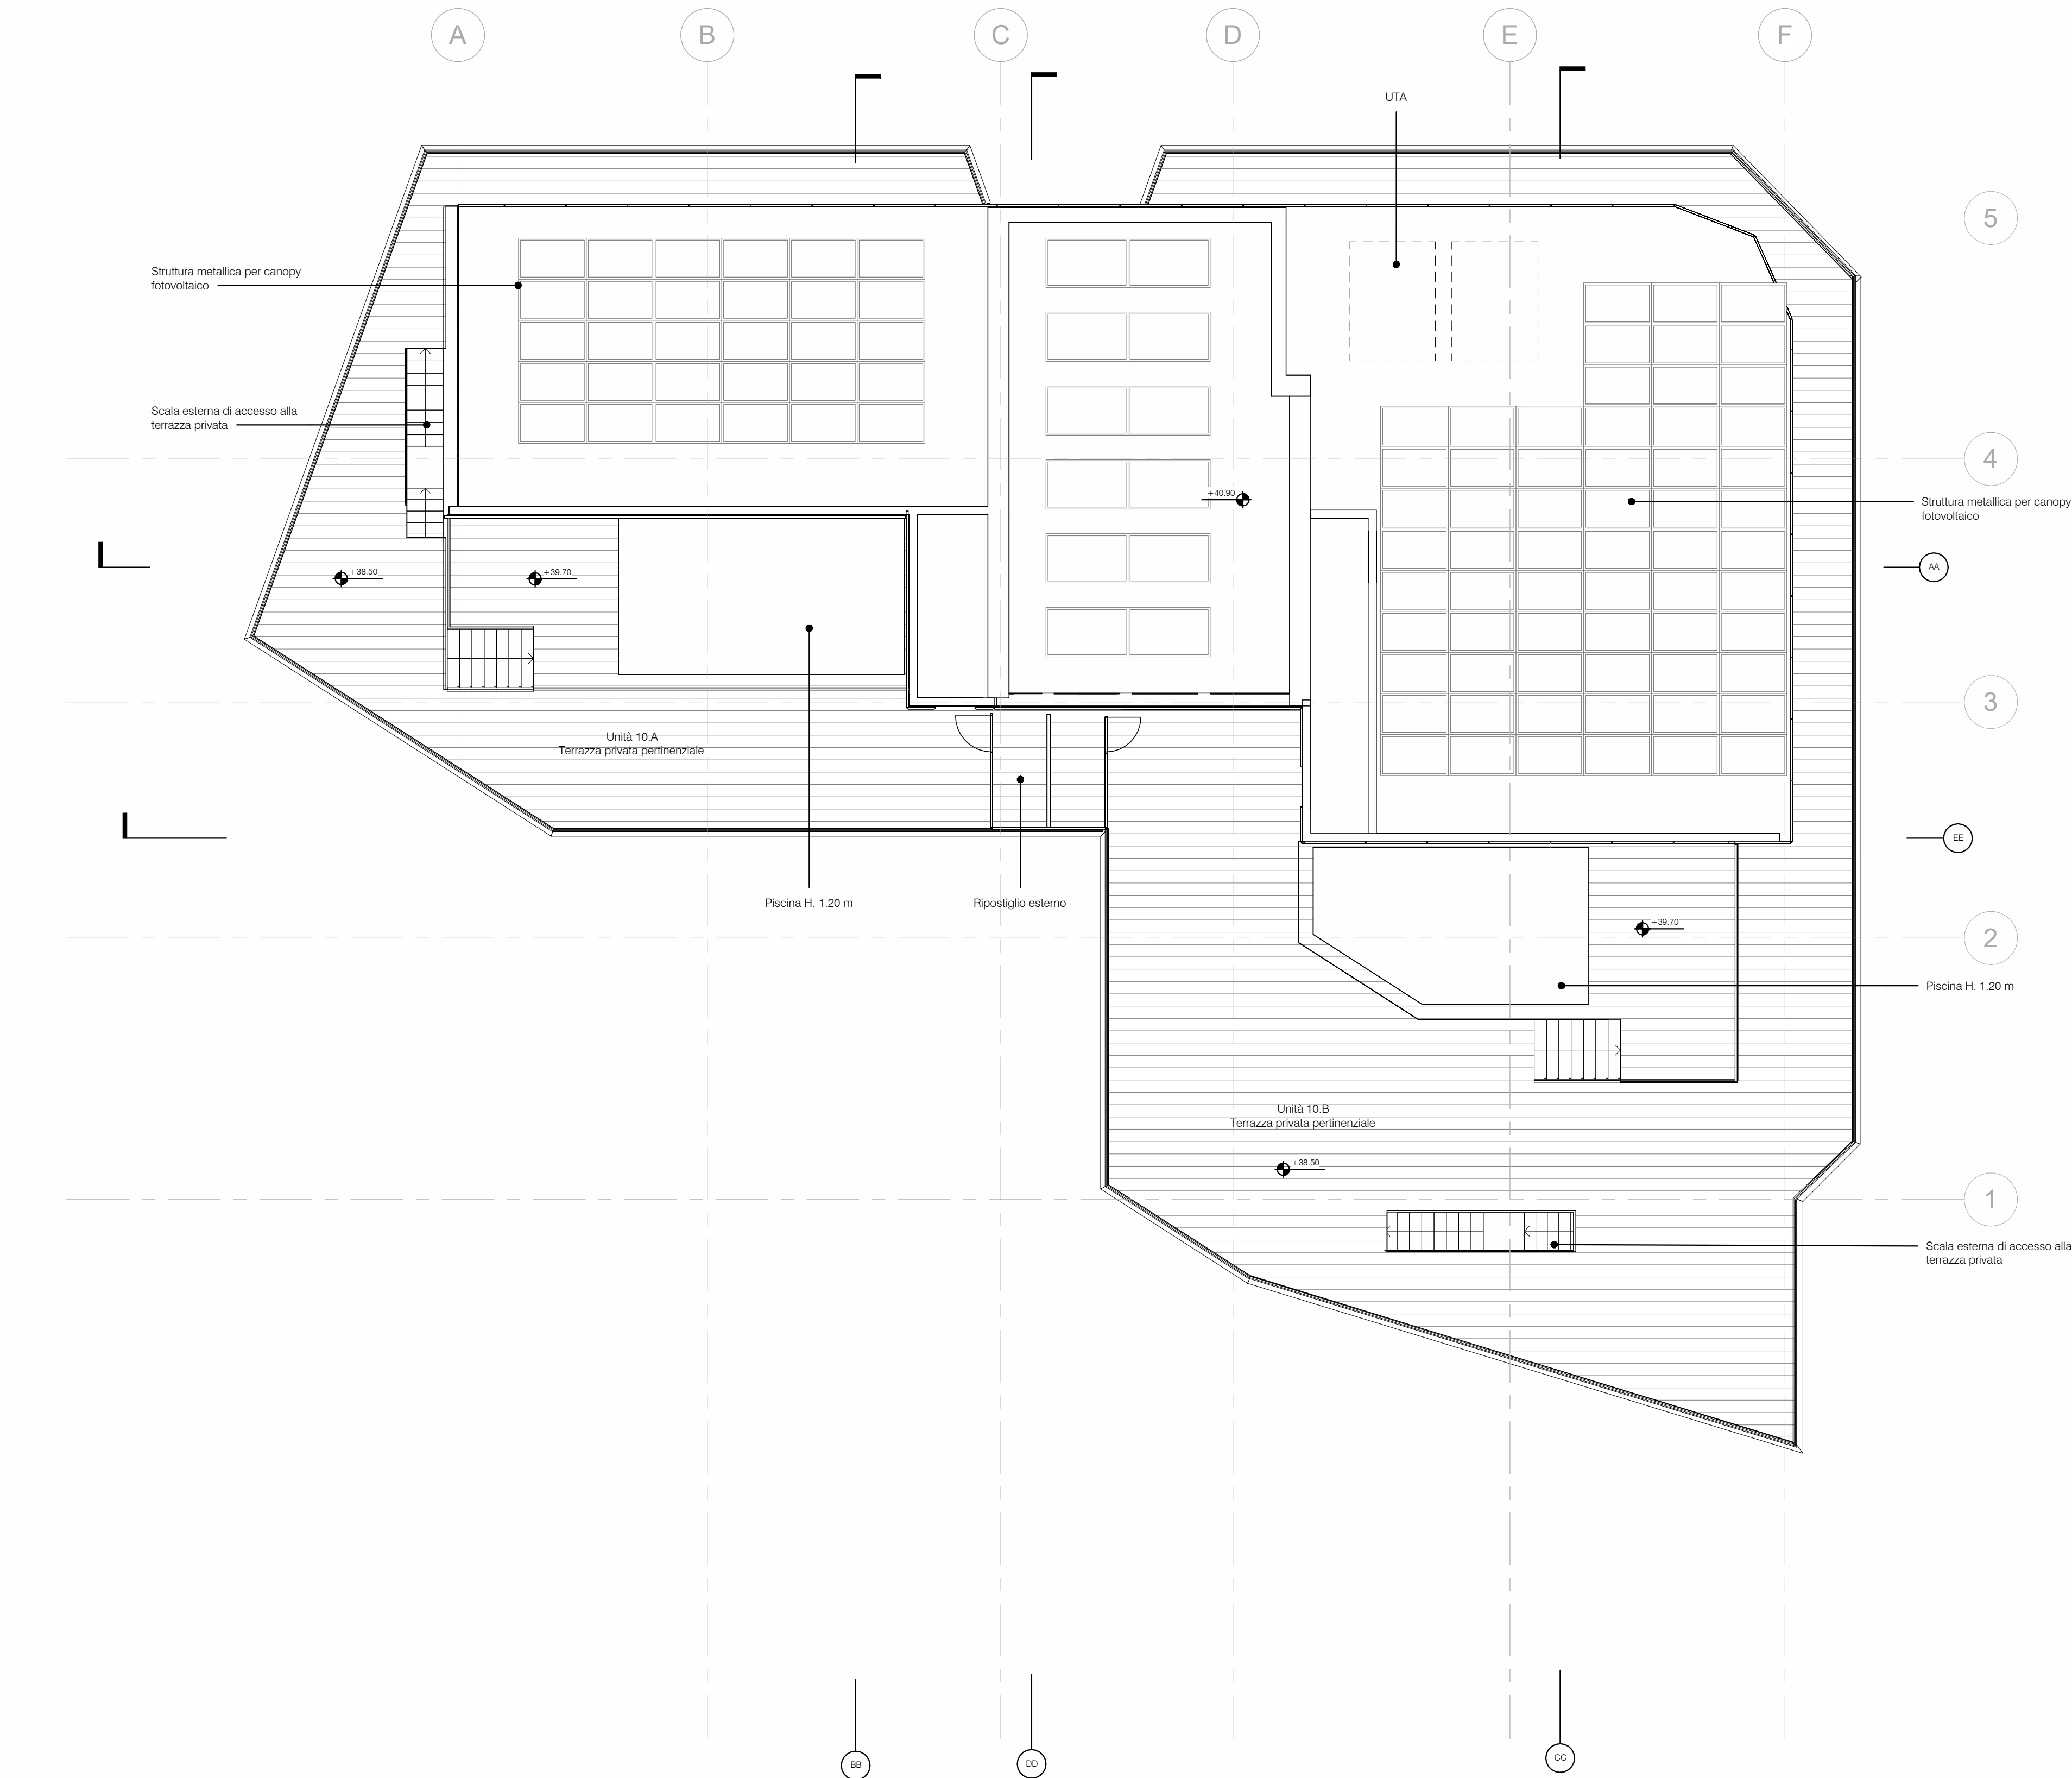 A
B
C
D
E
F
UTA
5
Struttura metallica per canopy
fotovoltaico
Scala esterna di accesso alla
terrazza privata
4
+40.90
Struttura metallica per canopy
fotovoltaico
AA
+38.50
+39.70
3
Unità 10.A
Terrazza privata pertinenziale
EE
Piscina H. 1.20 m
Ripostiglio esterno
+39.70
2
Piscina H. 1.20 m
Unità 10.B
Terrazza privata pertinenziale
+38.50
1
Scala esterna di accesso alla
terrazza privata
BB
DD
CC